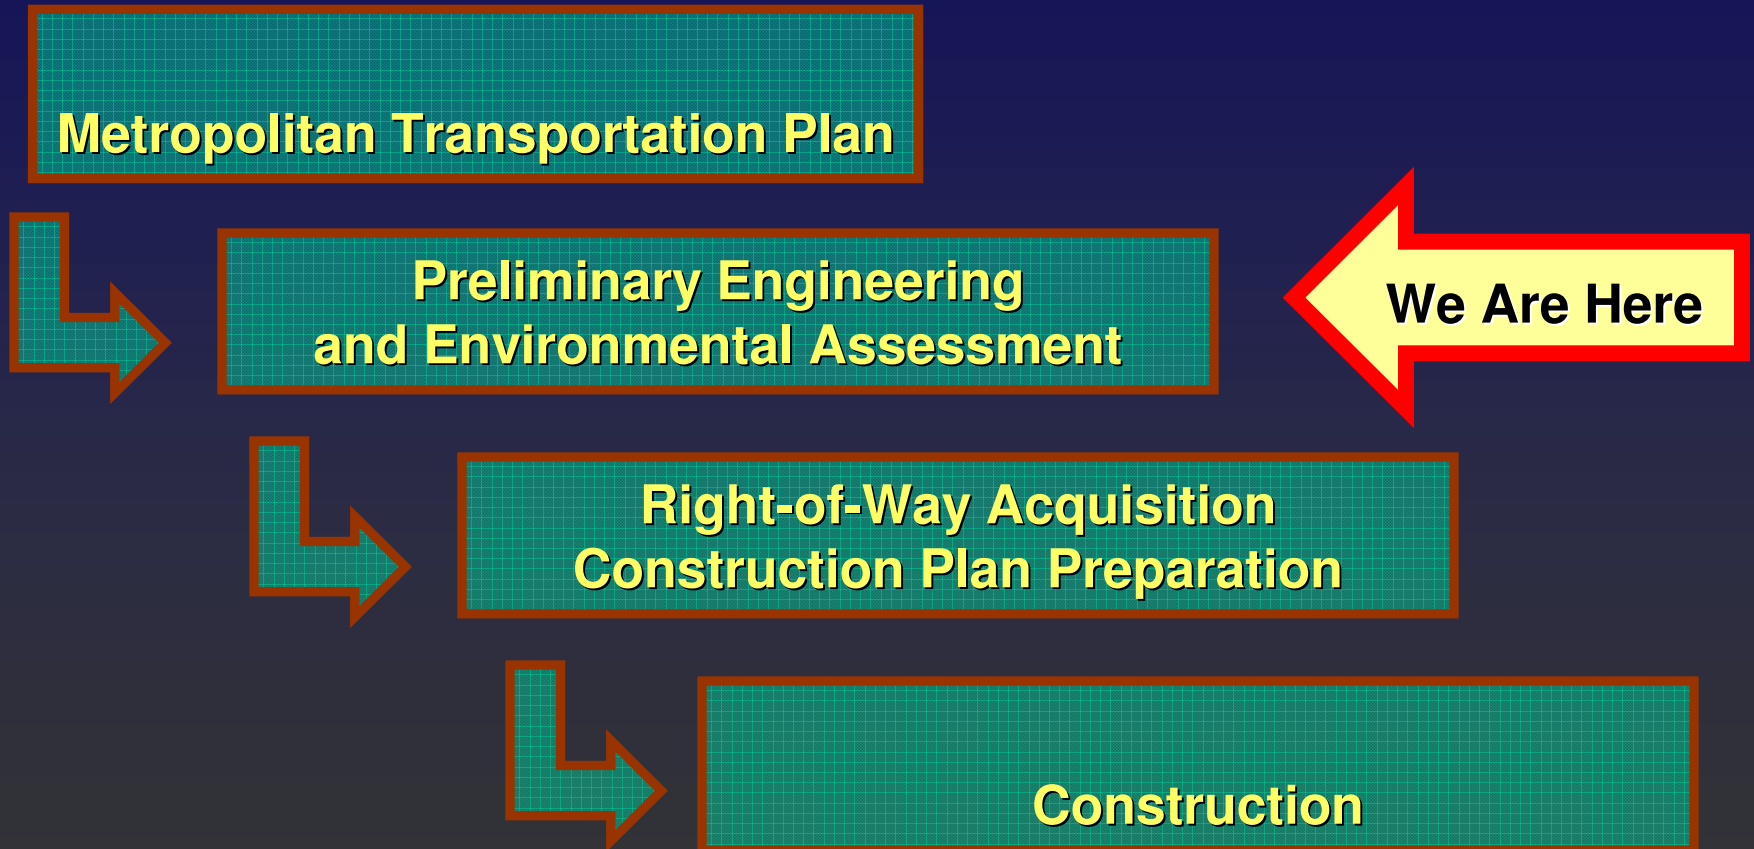 Metropolitan Transportation Plan
Preliminary Engineering
and Environmental Assessment
We Are Here
Right-of-Way Acquisition
Construction Plan Preparation
Construction